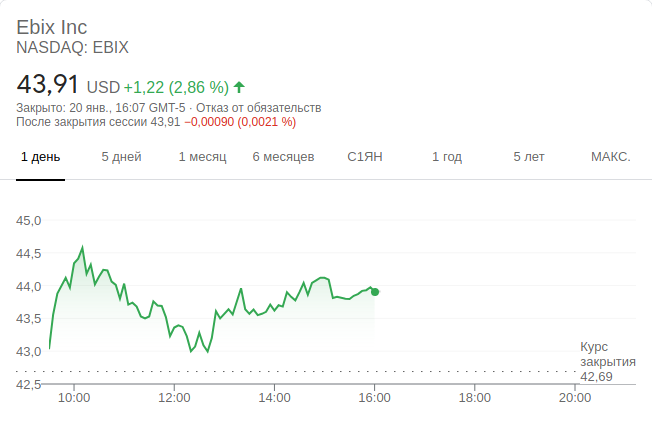 Ebix Inc
NASDAQ: EBIX
43,91 USD +1,22 (2,86 %)
Закрыто: 20 янв., 16:07 GMT-5 · Отказ от обязательств
После закрытия сессии 43,91 −0,00090 (0,0021 %)
1 день 5 дней 1 месяц 6 месяцев С1ЯН 1 год 5 лет МАКС.
45,0
44,5
44,0
43,5
43,0
42,5
Курс
закрытия
42,69
10:00 12:00 14:00 16:00 18:00 20:00